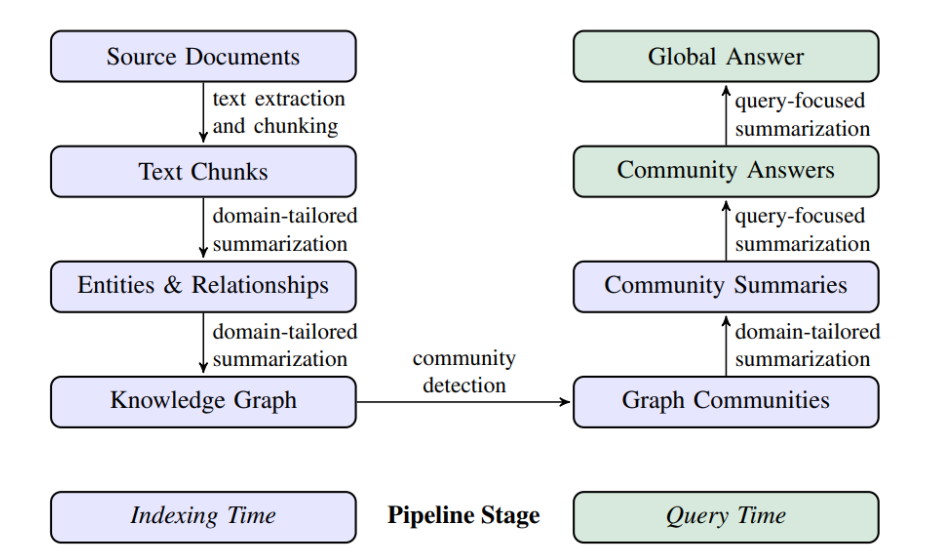 Source Documents
text extraction
and chunking
Text Chunks
domain-tailored
summarization
Entities & Relationships
domain-tailored
summarization
Knowledge Graph
community
detection
Graph Communities
domain-tailored
summarization
Community Summaries
query-focused
summarization
Community Answers
query-focused
summarization
Global Answer
Indexing Time
Pipeline Stage
Query Time